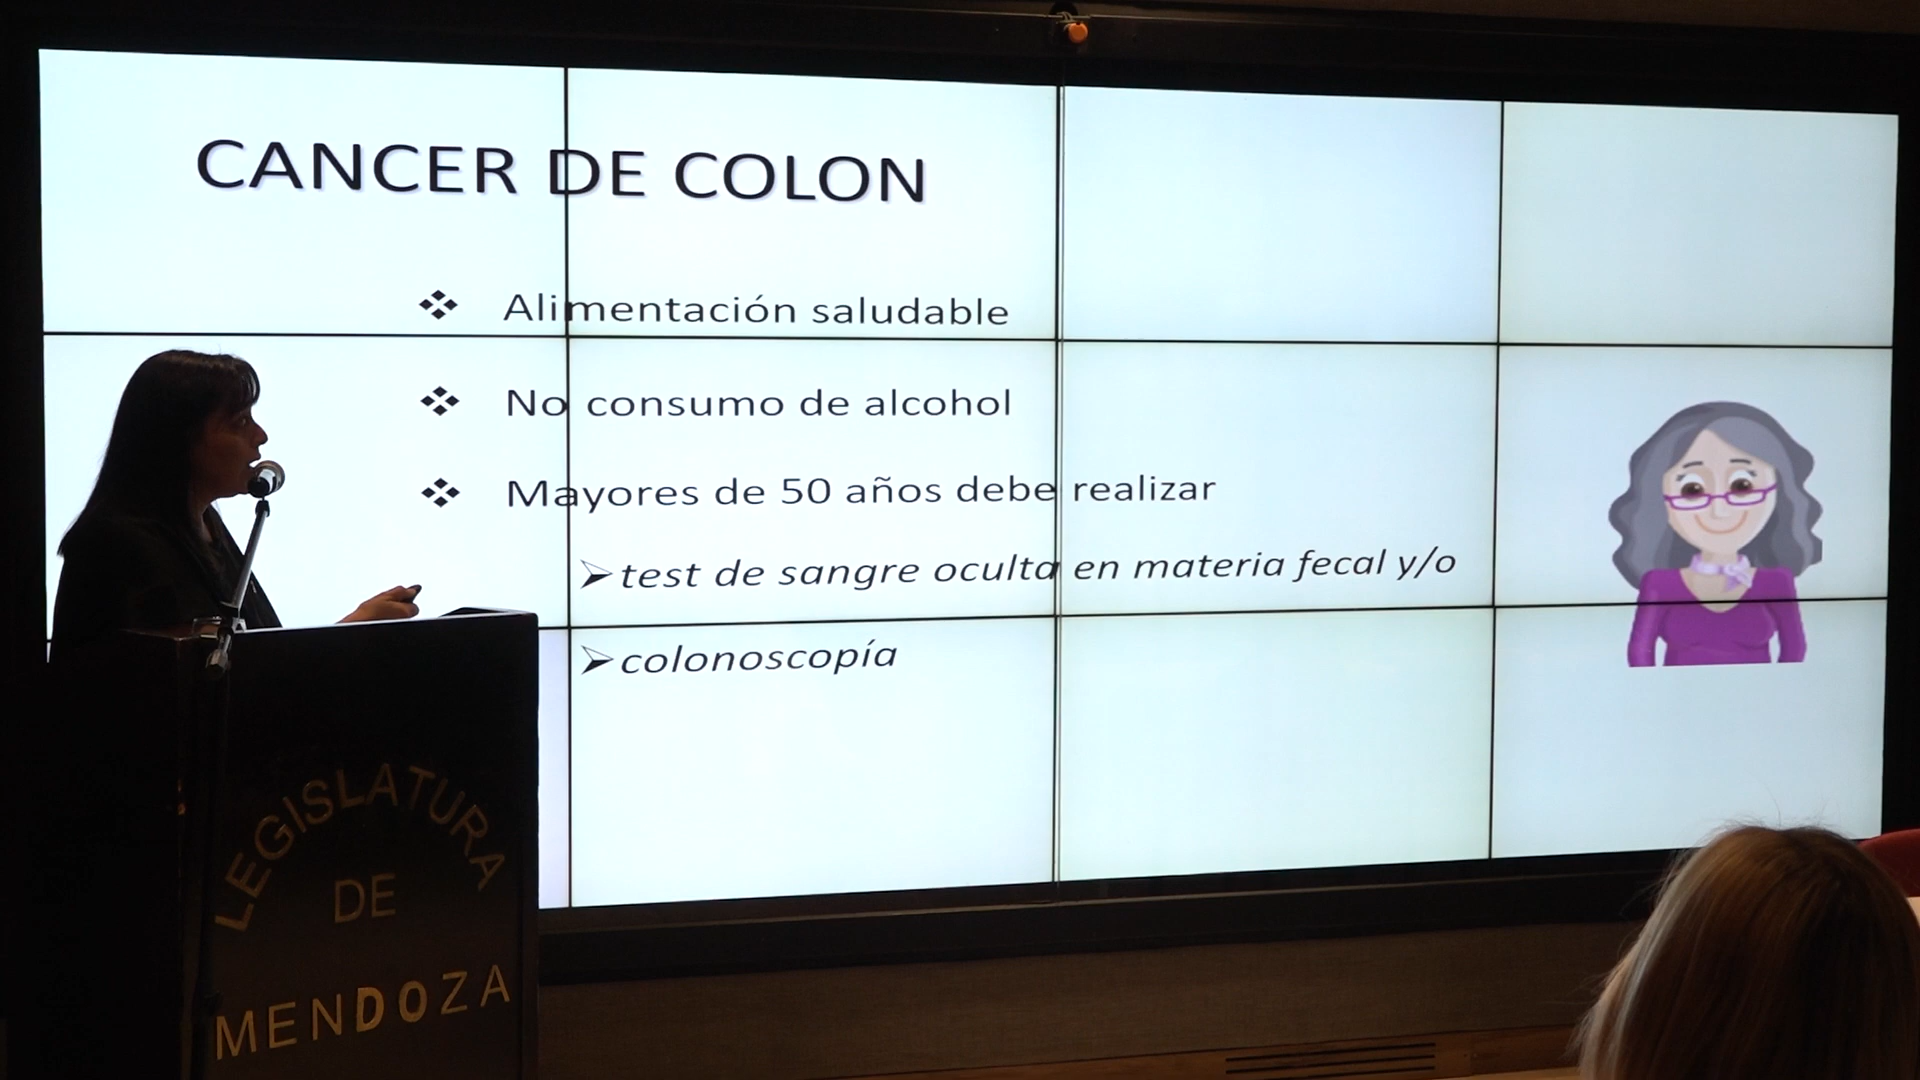 CANCER DE COLON
Alimentación saludable
No consumo de alcohol
Mayores de 50 años debe realizar
test de sangre oculta en materia fecal y/o
colonoscopía
LEGISLATURA
DE
MENDOZA